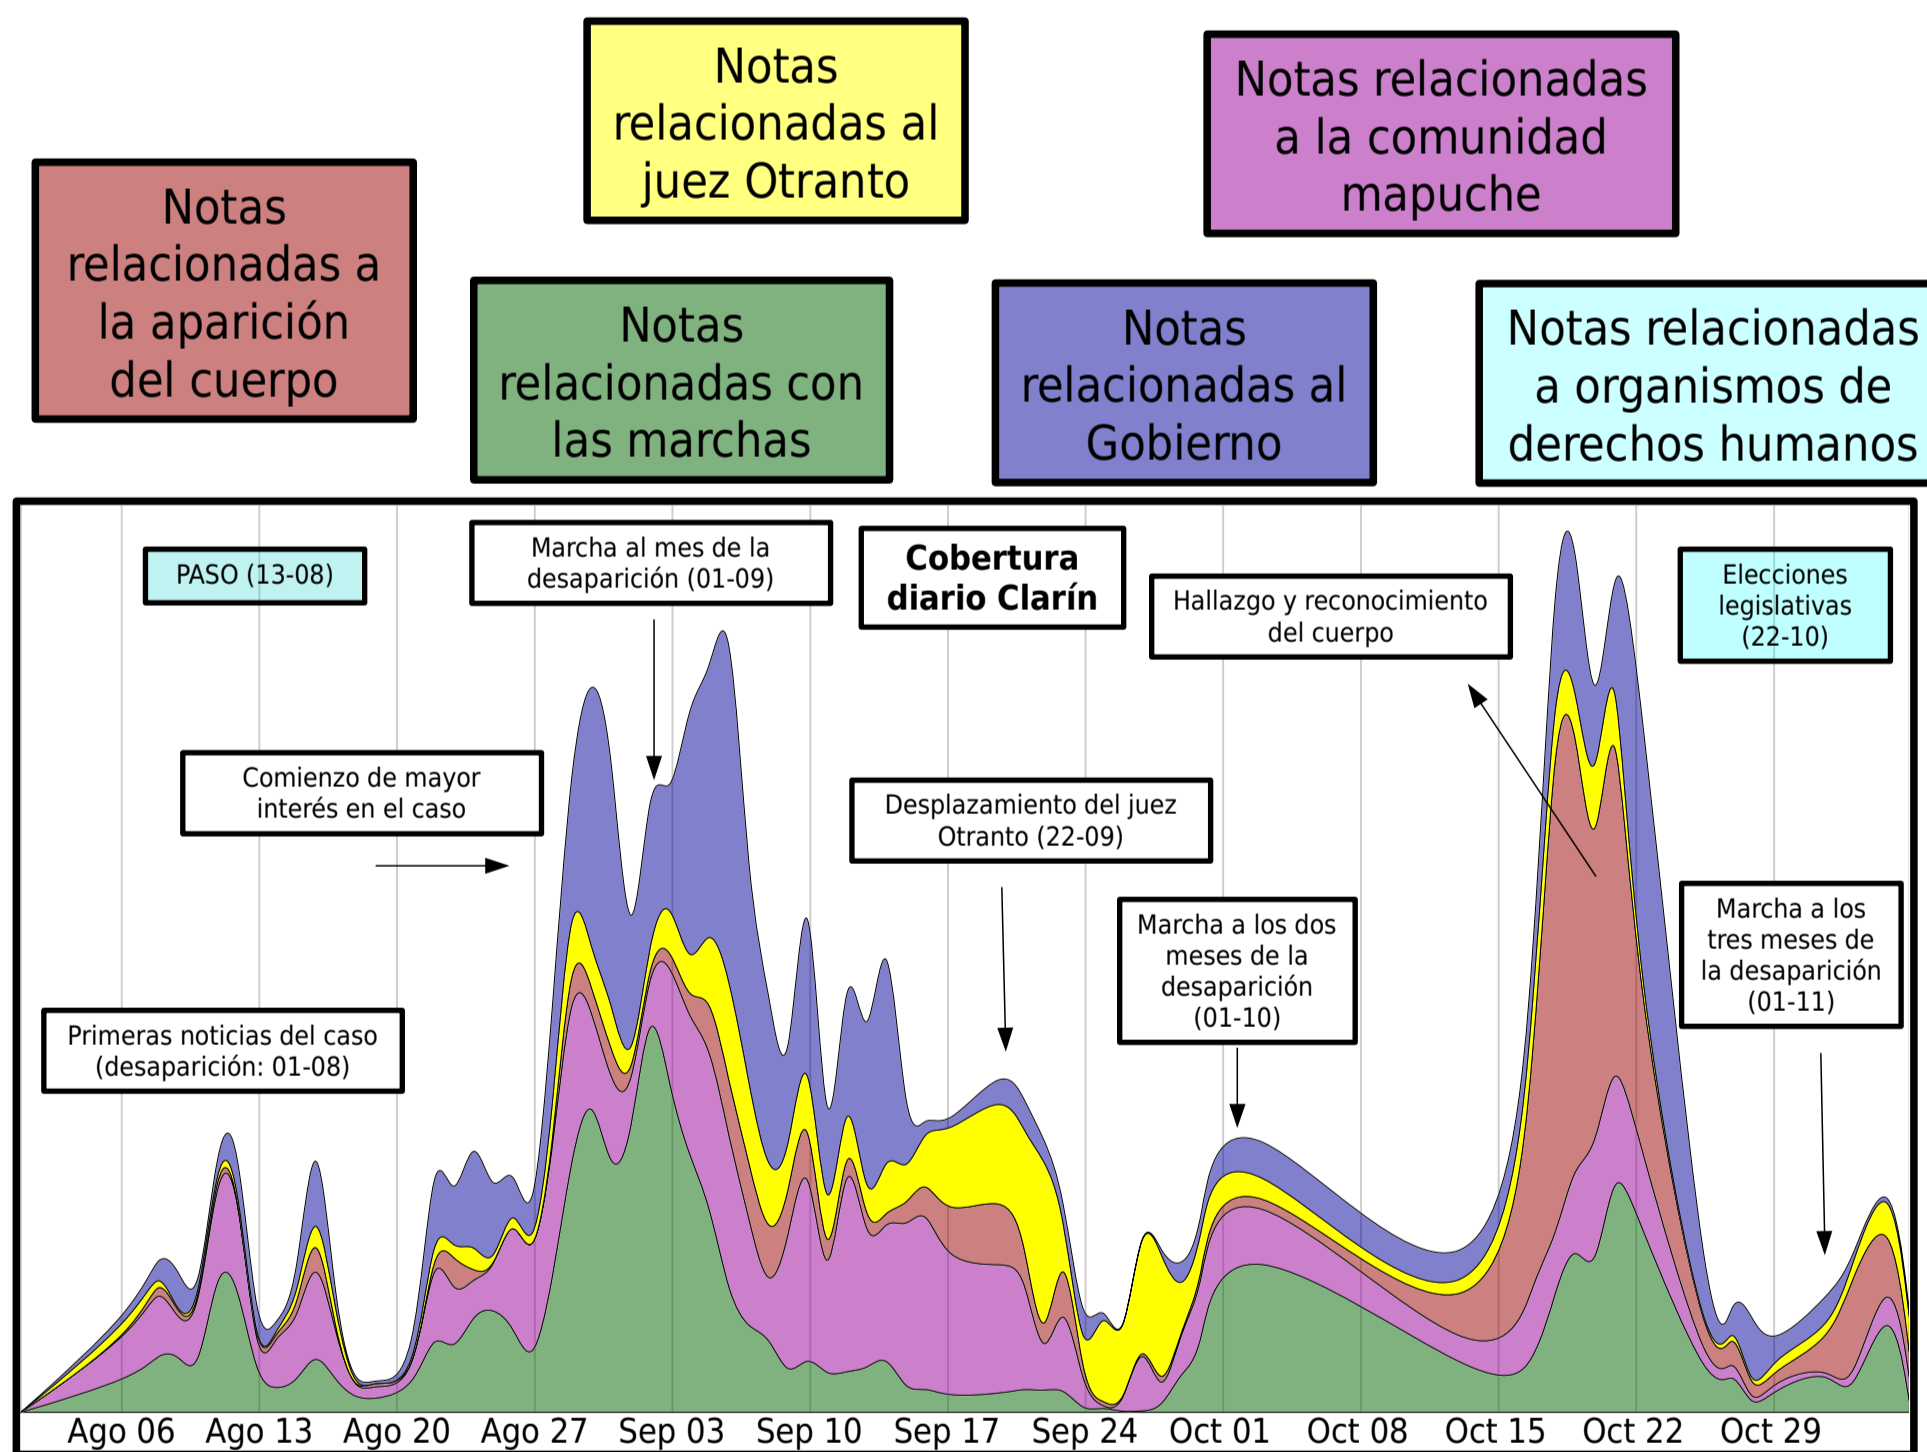 Notas
relacionadas al
juez Otranto
Notas relacionadas
a la comunidad
mapuche
Notas
relacionadas a
la aparición
del cuerpo
Notas
relacionadas con
las marchas
Notas
relacionadas al
Gobierno
Notas relacionadas
a organismos de
derechos humanos
PASO (13-08)
Marcha al mes de la
desaparición (01-09)
Cobertura
diario Clarín
Hallazgo y reconocimiento
del cuerpo
Elecciones
legislativas
(22-10)
Comienzo de mayor
interés en el caso
Desplazamiento del juez
Otranto (22-09)
Marcha a los dos
meses de la
desaparición
(01-10)
Marcha a los
tres meses de
la desaparición
(01-11)
Primeras noticias del caso
(desaparición: 01-08)
Ago 06 Ago 13 Ago 20 Ago 27 Sep 03 Sep 10 Sep 17 Sep 24 Oct 01 Oct 08 Oct 15 Oct 22 Oct 29